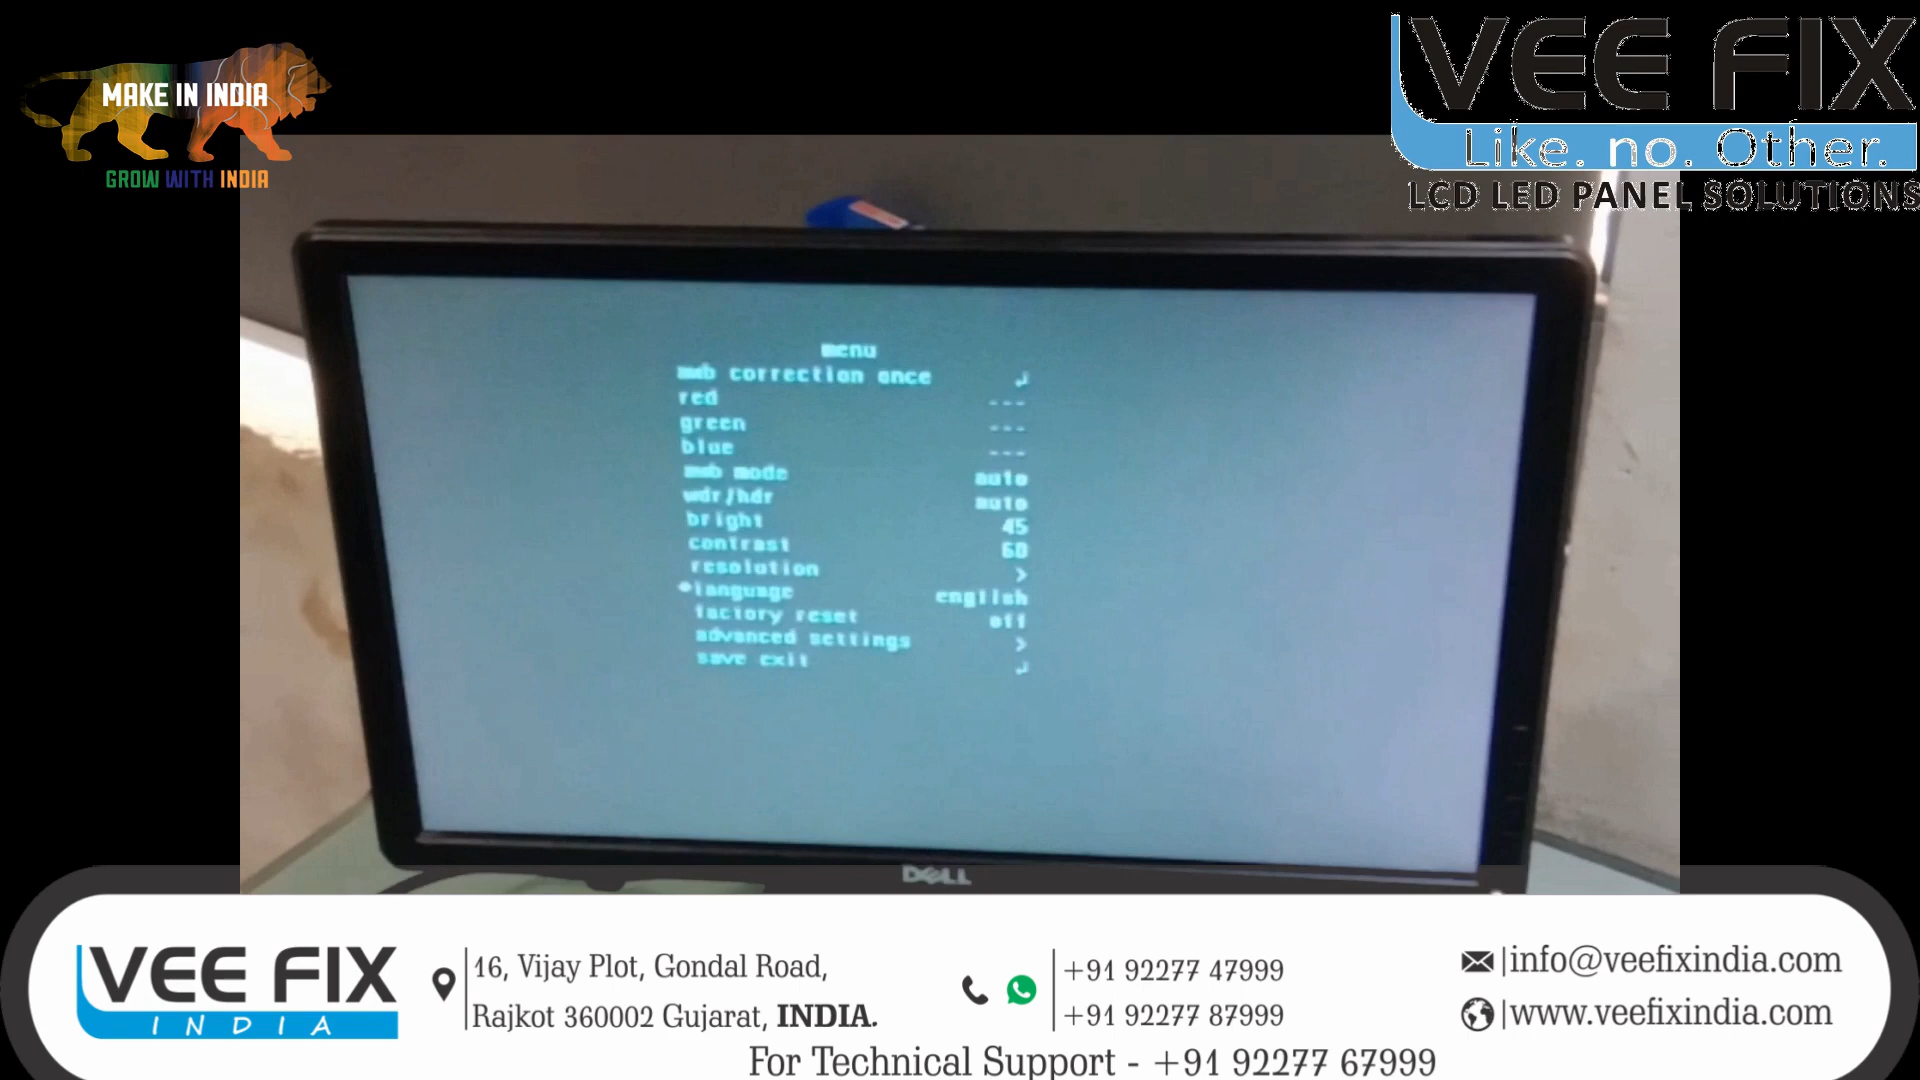 MAKE IN INDIA
GROW WITH INDIA
VEE FIX
Like. no. Other.
LCD LED PANEL SOLUTIONS
menu
awb correction once
red ---
green ---
blue ---
awb mode auto
wdr/hdr auto
bright 45
contrast 60
resolution >
language english
factory reset off
advanced settings >
save exit
DELL
VEE FIX
INDIA
16, Vijay Plot, Gondal Road,
Rajkot 360002 Gujarat, INDIA.
+91 92277 47999
+91 92277 87999
info@veefixindia.com
www.veefixindia.com
For Technical Support - +91 92277 67999